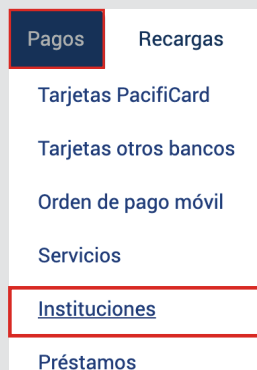 Pagos Recargas
Tarjetas PacifiCard
Tarjetas otros bancos
Orden de pago móvil
Servicios
Instituciones
Préstamos